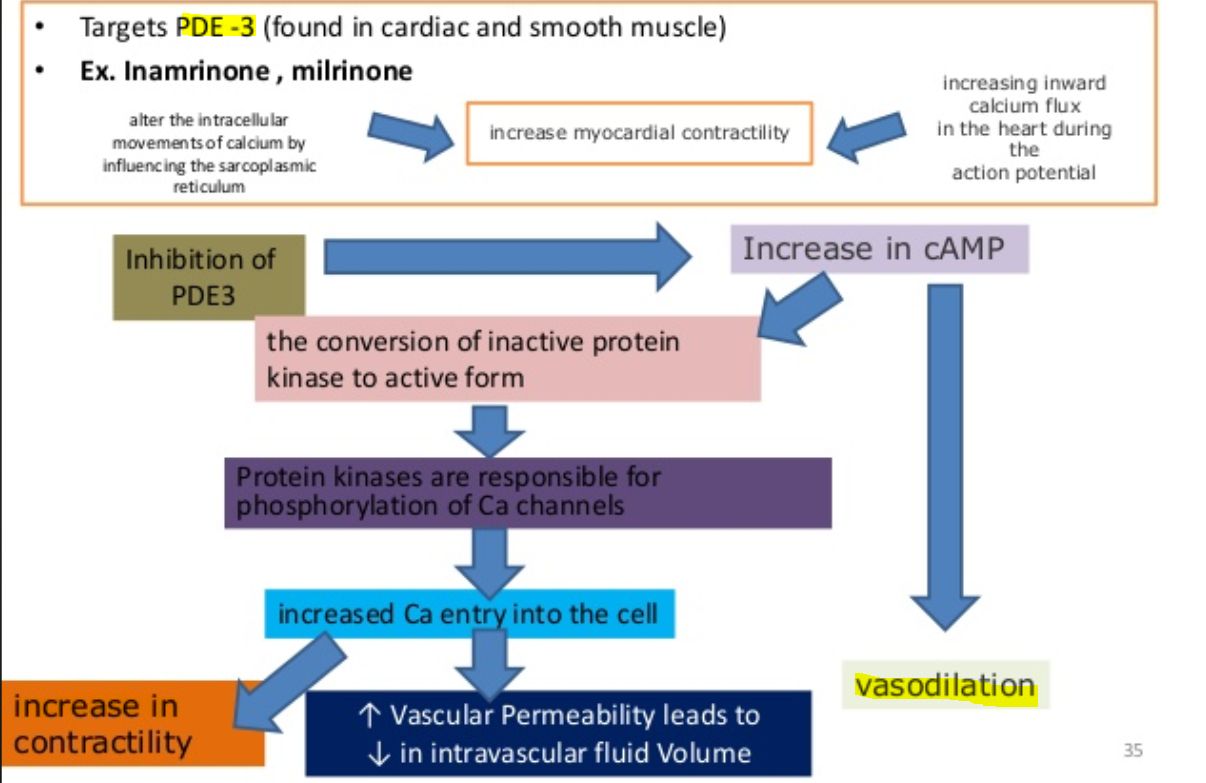 • Targets PDE -3 (found in cardiac and smooth muscle)
• Ex. Inamrinone , milrinone
alter the intracellular
movements of calcium by
influencing the sarcoplasmic
reticulum
increase myocardial contractility
increasing inward
calcium flux
in the heart during
the
action potential
Inhibition of
PDE3
Increase in cAMP
the conversion of inactive protein
kinase to active form
Protein kinases are responsible for
phosphorylation of Ca channels
increased Ca entry into the cell
increase in
contractility
↑ Vascular Permeability leads to
↓ in intravascular fluid Volume
vasodilation
35